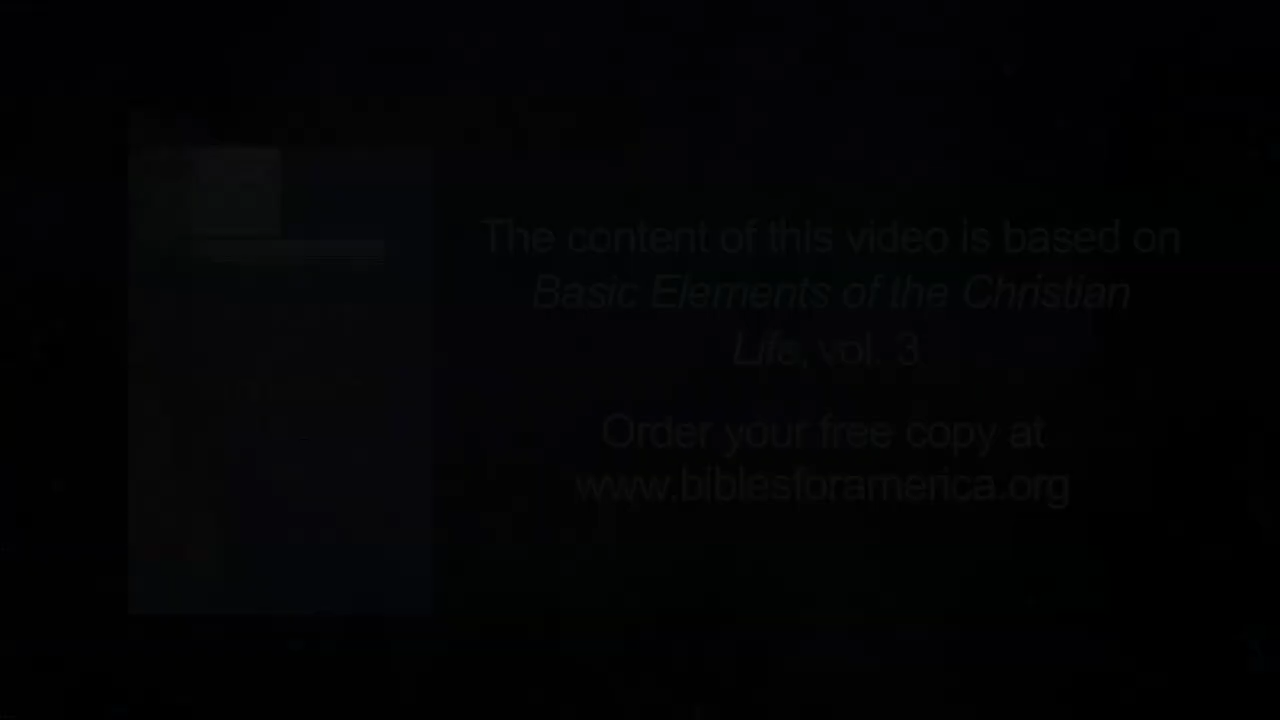 The content of this video is based on
Basic Elements of the Christian
Life, vol. 3
Order your free copy at
www.biblesforamerica.org